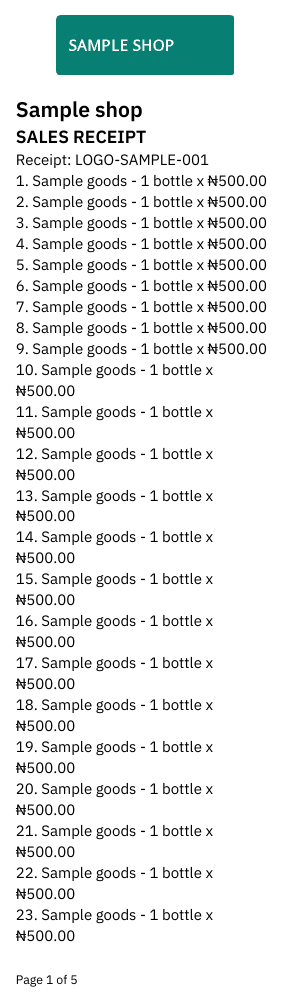 SAMPLE SHOP
Sample shop
SALES RECEIPT
Receipt: LOGO-SAMPLE-001
1. Sample goods - 1 bottle x ₦500.00
2. Sample goods - 1 bottle x ₦500.00
3. Sample goods - 1 bottle x ₦500.00
4. Sample goods - 1 bottle x ₦500.00
5. Sample goods - 1 bottle x ₦500.00
6. Sample goods - 1 bottle x ₦500.00
7. Sample goods - 1 bottle x ₦500.00
8. Sample goods - 1 bottle x ₦500.00
9. Sample goods - 1 bottle x ₦500.00
10. Sample goods - 1 bottle x
₦500.00
11. Sample goods - 1 bottle x
₦500.00
12. Sample goods - 1 bottle x
₦500.00
13. Sample goods - 1 bottle x
₦500.00
14. Sample goods - 1 bottle x
₦500.00
15. Sample goods - 1 bottle x
₦500.00
16. Sample goods - 1 bottle x
₦500.00
17. Sample goods - 1 bottle x
₦500.00
18. Sample goods - 1 bottle x
₦500.00
19. Sample goods - 1 bottle x
₦500.00
20. Sample goods - 1 bottle x
₦500.00
21. Sample goods - 1 bottle x
₦500.00
22. Sample goods - 1 bottle x
₦500.00
23. Sample goods - 1 bottle x
₦500.00
Page 1 of 5